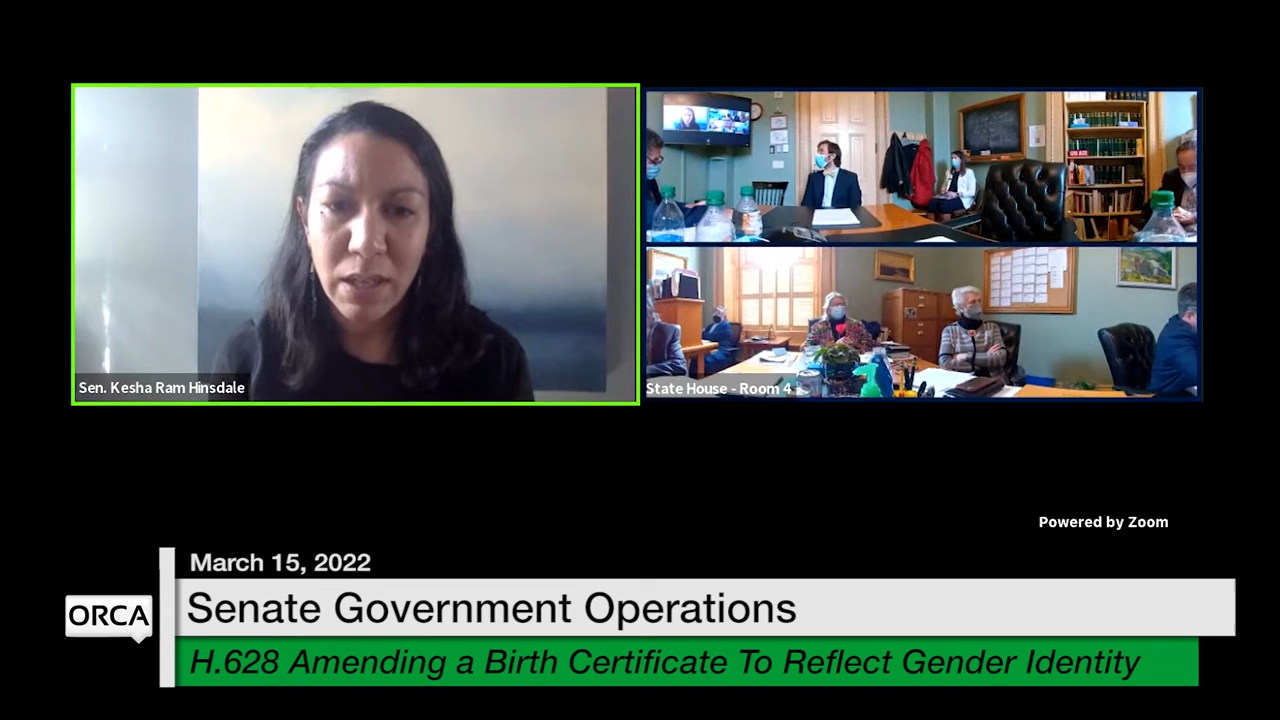 Sen. Kesha Ram Hinsdale
State House - Room 4
Powered by Zoom
March 15, 2022
ORCA
Senate Government Operations
H.628 Amending a Birth Certificate To Reflect Gender Identity